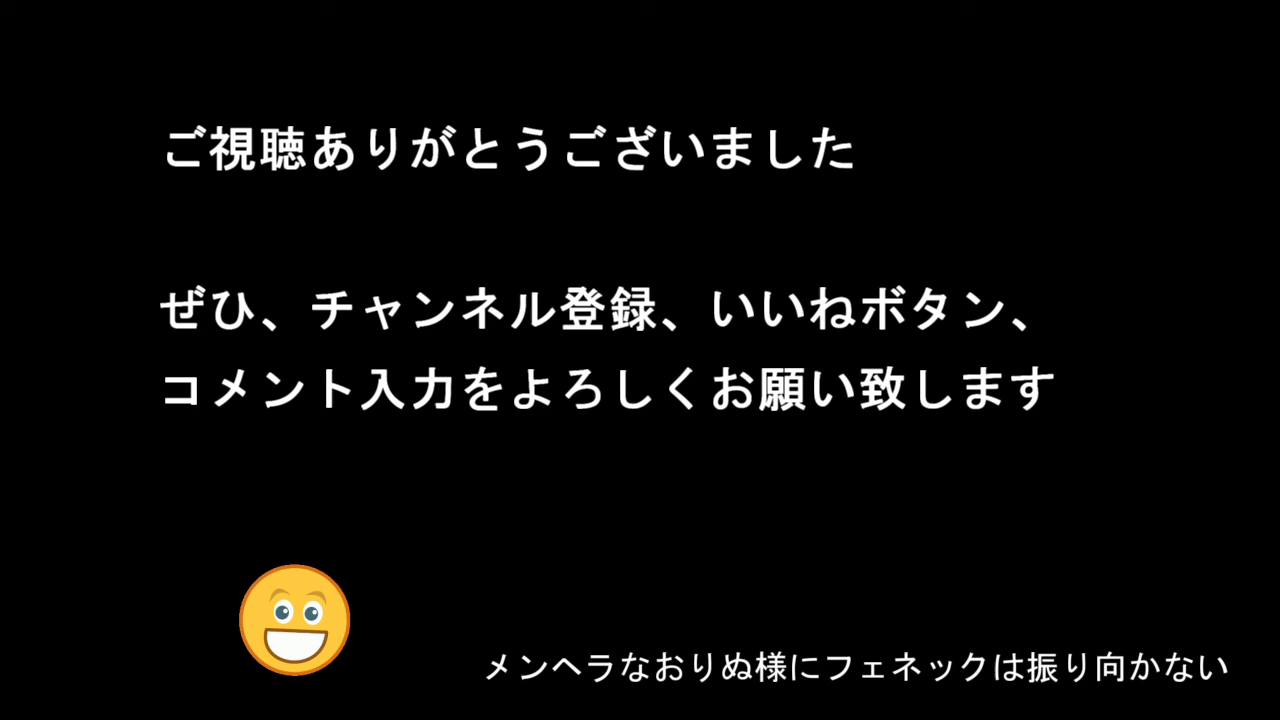 ご視聴ありがとうございました
ぜひ、チャンネル登録、いいねボタン、
コメント入力をよろしくお願い致します
メンヘラなおりぬ様にフェネックは振り向かない